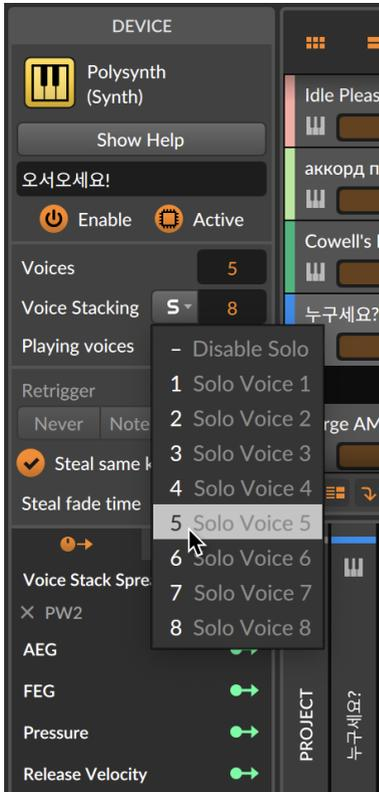 DEVICE
Polysynth
(Synth)
Show Help
오서오세요!
Enable
Active
Voices
5
Voice Stacking
S
8
Playing voices
– Disable Solo
1 Solo Voice 1
2 Solo Voice 2
3 Solo Voice 3
4 Solo Voice 4
5 Solo Voice 5
6 Solo Voice 6
7 Solo Voice 7
8 Solo Voice 8
Retrigger
Never
Note
Steal same
Steal fade time
Voice Stack
× PW2
AEG
FEG
Pressure
Release Velocity
Idle
аккорд
Cowell's
누구세요?
AM
PROJECT
누구세요?